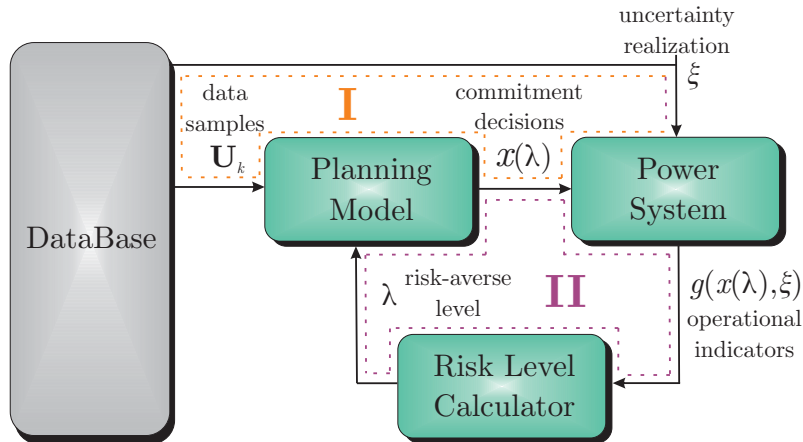 uncertainty
realization
ξ
data
samples
U_k
I
commitment
decisions
x(λ)
DataBase
Planning
Model
Power
System
λ
risk-averse
level
II
g(x(λ),ξ)
operational
indicators
Risk Level
Calculator